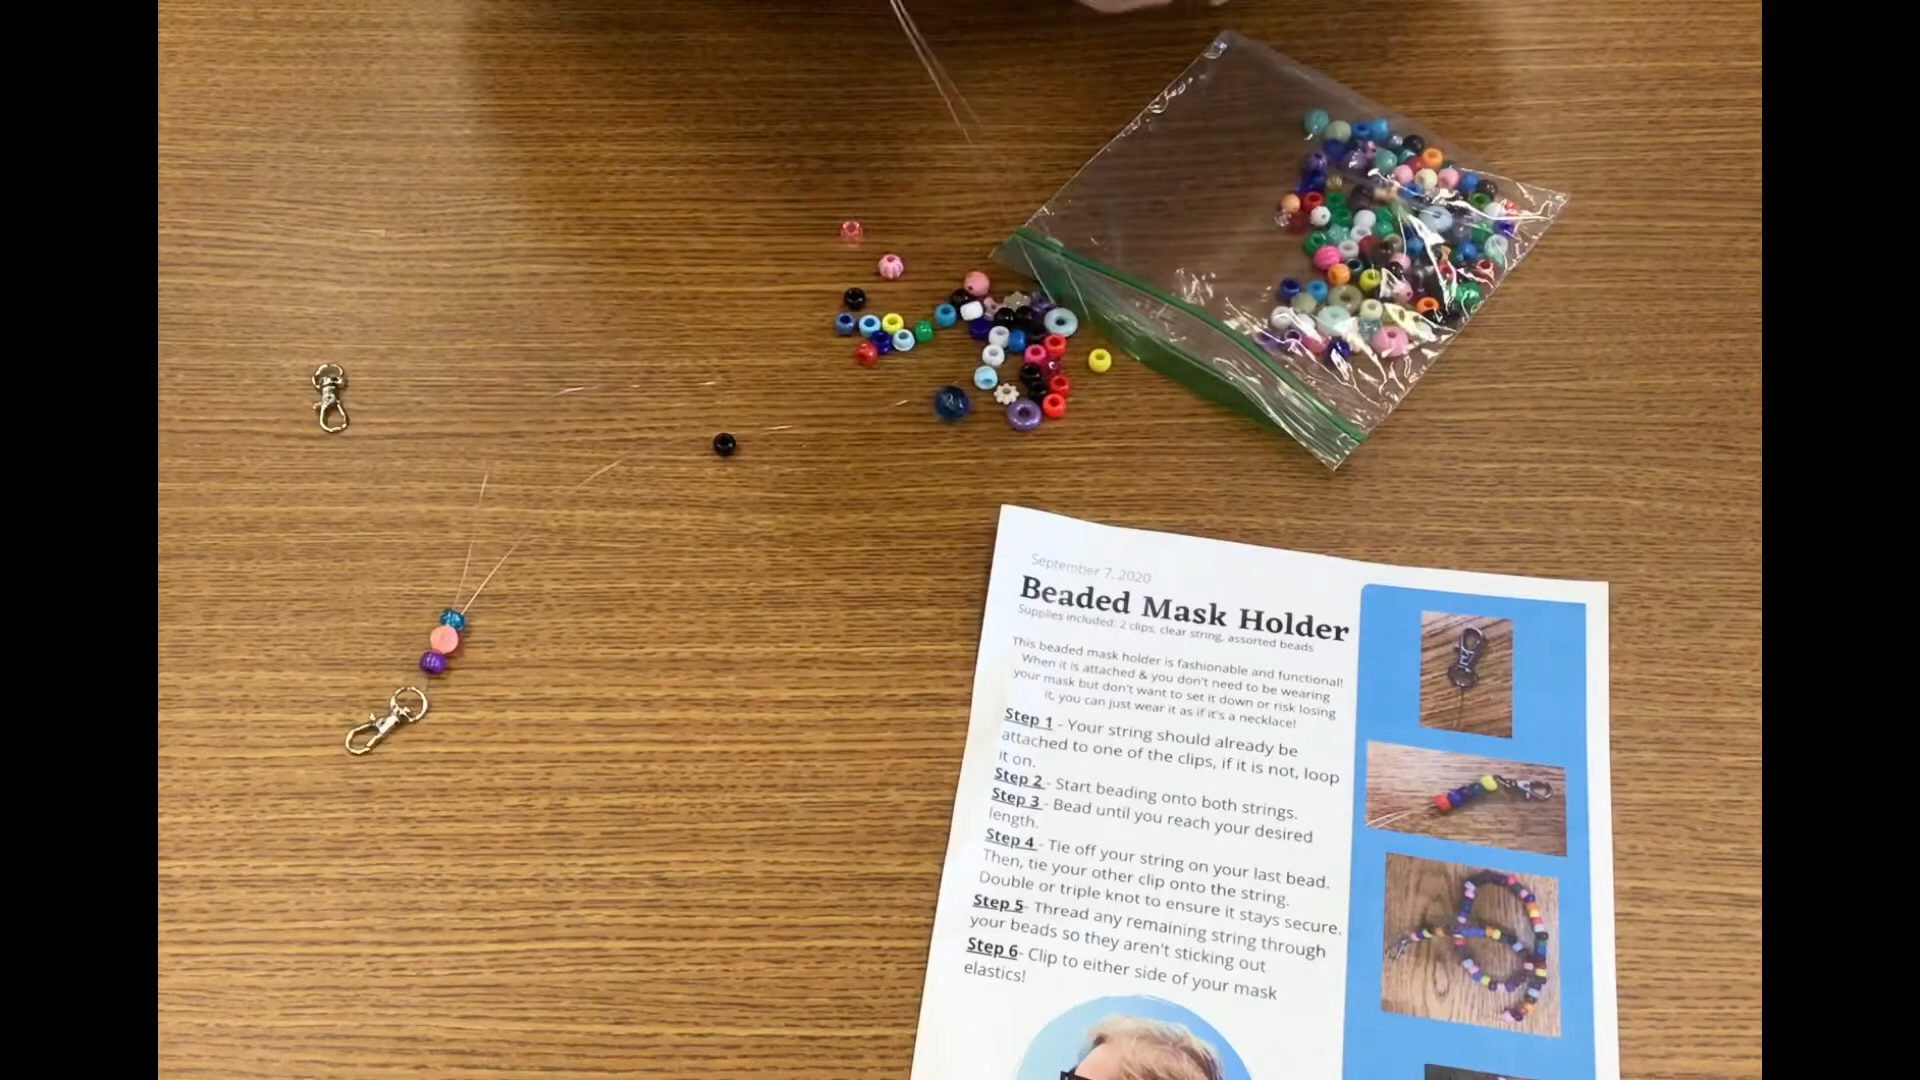 September 7, 2020
Beaded Mask Holder
Supplies included: 2 clips, clear string, assorted beads
This beaded mask holder is fashionable and functional!
When it is attached & you don't need to be wearing
your mask but don't want to set it down or risk losing
it, you can just wear it as if it's a necklace!
Step 1 - Your string should already be
attached to one of the clips, if it is not, loop
it on.
Step 2 - Start beading onto both strings.
Step 3 - Bead until you reach your desired
length.
Step 4 - Tie off your string on your last bead.
Then, tie your other clip onto the string.
Double or triple knot to ensure it stays secure.
Step 5- Thread any remaining string through
your beads so they aren't sticking out
Step 6- Clip to either side of your mask
elastics!